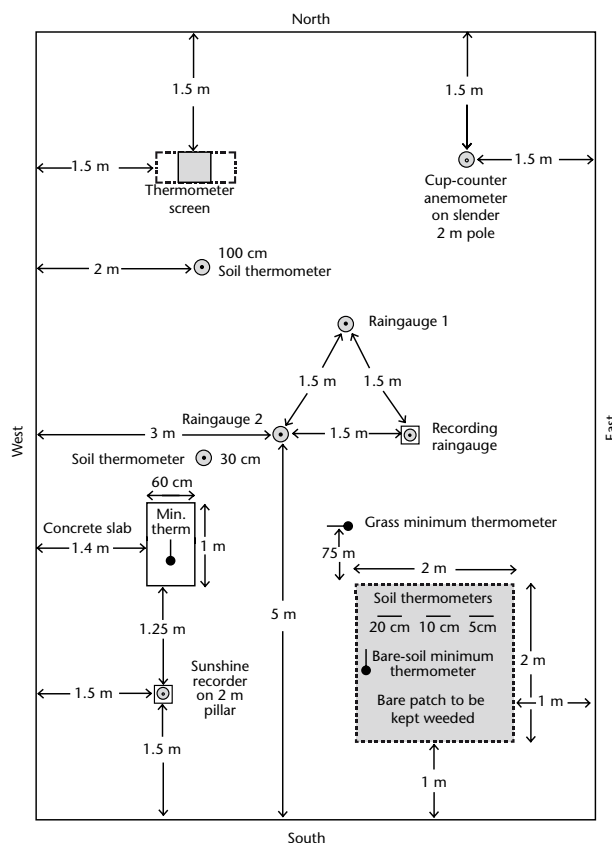 North
1.5 m
1.5 m
1.5 m
1.5 m
Thermometer
screen
Cup-counter
anemometer
on slender
2 m pole
100 cm
Soil thermometer
2 m
Raingauge 1
1.5 m
1.5 m
Raingauge 2
West
3 m
1.5 m
Recording
raingauge
East
Soil thermometer
30 cm
60 cm
Concrete slab
Min.
therm
1 m
1.4 m
Grass minimum thermometer
75 m
2 m
Soil thermometers
20 cm
10 cm
5cm
5 m
1.25 m
Bare-soil minimum
thermometer
2 m
Sunshine
recorder
on 2 m
pillar
1.5 m
Bare patch to be
kept weeded
1 m
1.5 m
1 m
South